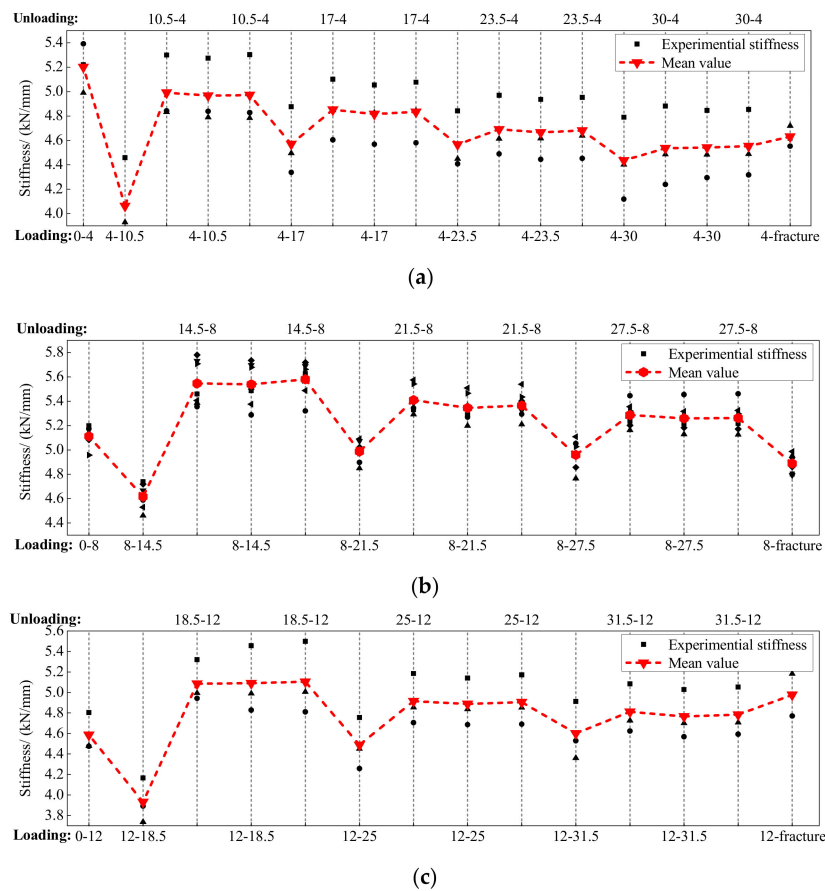 Unloading: 10.5-4 10.5-4 17-4 17-4 23.5-4 23.5-4 30-4 30-4
5.4
5.2
5.0
4.8
4.6
4.4
4.2
4.0
Stiffness/ (kN/mm)
Experimental stiffness
Mean value
Loading: 0-4 4-10.5 4-10.5 4-17 4-17 4-23.5 4-23.5 4-30 4-30 4-fracture
(a)
Unloading: 14.5-8 14.5-8 21.5-8 21.5-8 27.5-8 27.5-8
5.8
5.6
5.4
5.2
5.0
4.8
4.6
4.4
Stiffness/ (kN/mm)
Experimental stiffness
Mean value
Loading: 0-8 8-14.5 8-14.5 8-21.5 8-21.5 8-27.5 8-27.5 8-fracture
(b)
Unloading: 18.5-12 18.5-12 25-12 25-12 31.5-12 31.5-12
5.6
5.4
5.2
5.0
4.8
4.6
4.4
4.2
4.0
3.8
Stiffness/ (kN/mm)
Experimental stiffness
Mean value
Loading: 0-12 12-18.5 12-18.5 12-25 12-25 12-31.5 12-31.5 12-fracture
(c)